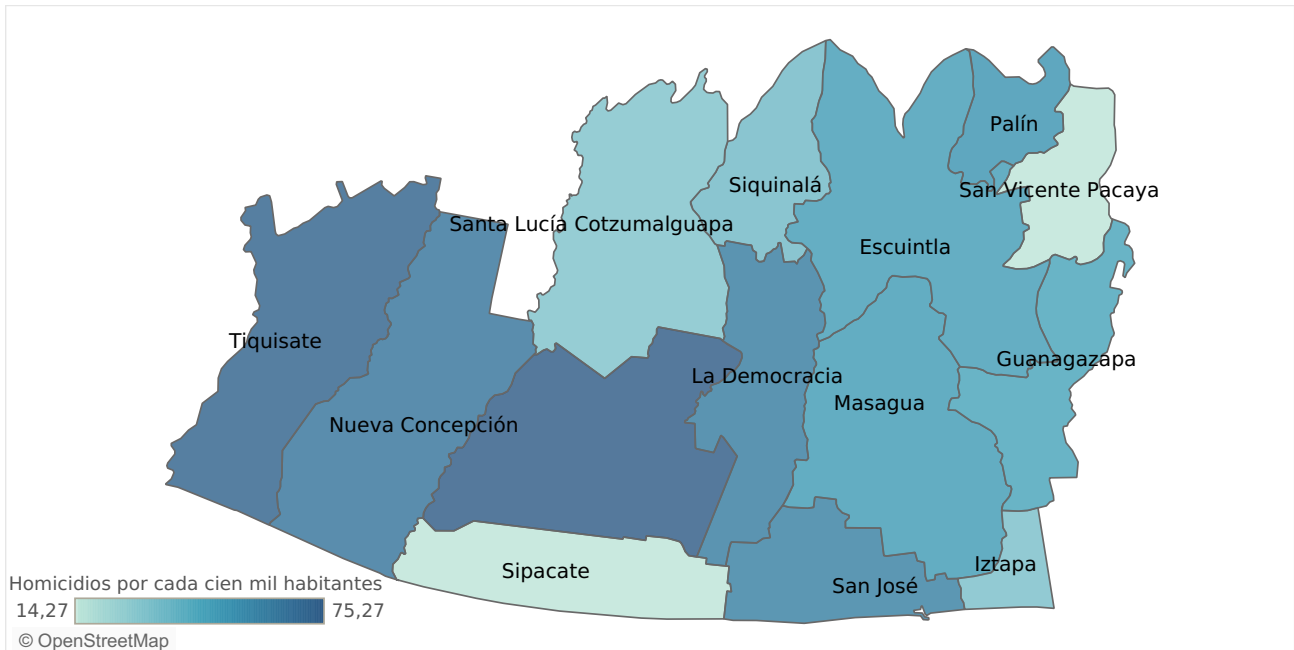 Palín
Siquinalá
San Vicente Pacaya
Santa Lucía Cotzumalguapa
Escuintla
Tiquisate
Guanagazapa
La Democracia
Masagua
Nueva Concepción
Iztapa
Sipacate
San José
Homicidios por cada cien mil habitantes
14,27 75,27
© OpenStreetMap